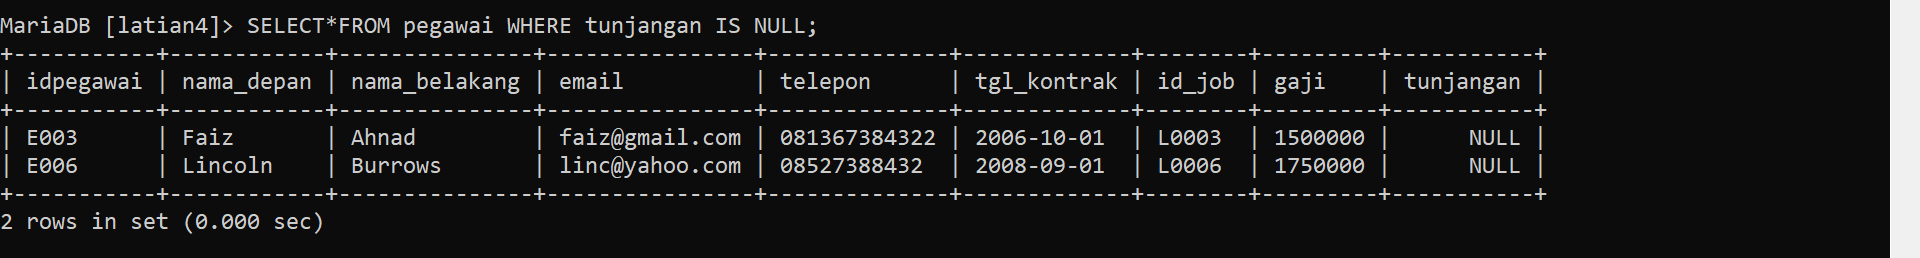 MariaDB [latian4]> SELECT*FROM pegawai WHERE tunjangan IS NULL;
+-----------+------------+---------------+----------------+--------------+-------------+--------+---------+-----------+
| idpegawai | nama_depan | nama_belakang | email          | telepon      | tgl_kontrak | id_job | gaji    | tunjangan |
+-----------+------------+---------------+----------------+--------------+-------------+--------+---------+-----------+
| E003      | Faiz       | Ahnad         | faiz@gmail.com | 081367384322 | 2006-10-01  | L0003  | 1500000 |      NULL |
| E006      | Lincoln    | Burrows       | linc@yahoo.com | 08527388432  | 2008-09-01  | L0006  | 1750000 |      NULL |
+-----------+------------+---------------+----------------+--------------+-------------+--------+---------+-----------+
2 rows in set (0.000 sec)